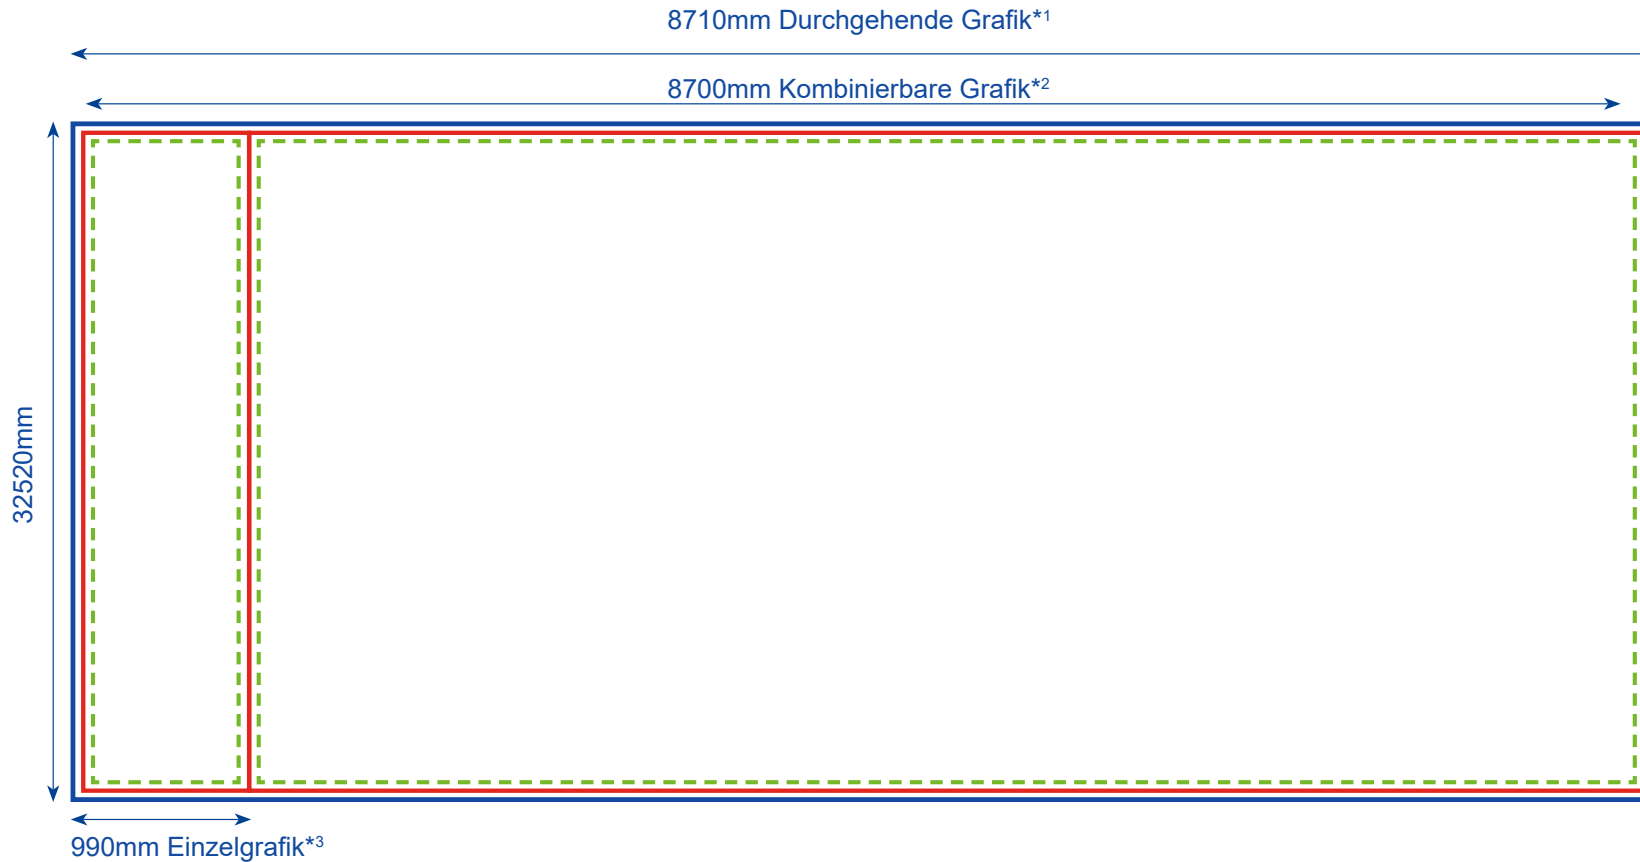 8710mm Durchgehende Grafik*1
8700mm Kombinierbare Grafik*2
32520mm
990mm Einzelgrafik*3